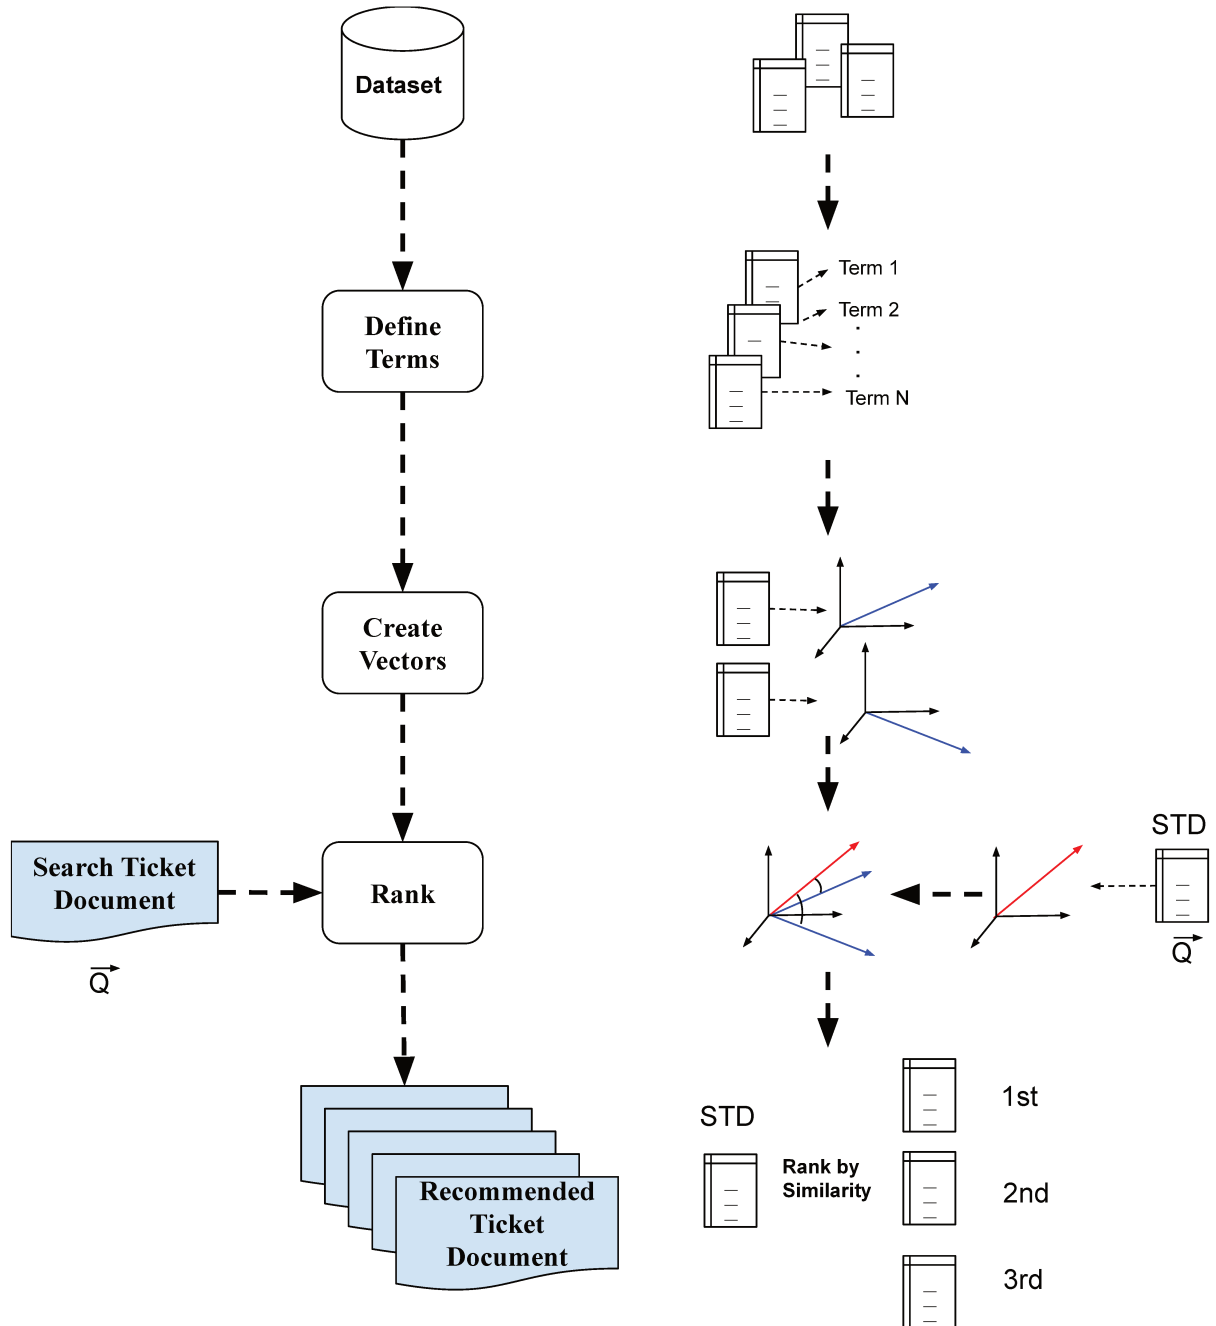 Dataset
Define
Terms
Term 1
Term 2
.
.
.
Term N
Create
Vectors
Search Ticket
Document
Q
Rank
STD
Q
Recommended
Ticket
Document
STD
Rank by
Similarity
1st
2nd
3rd